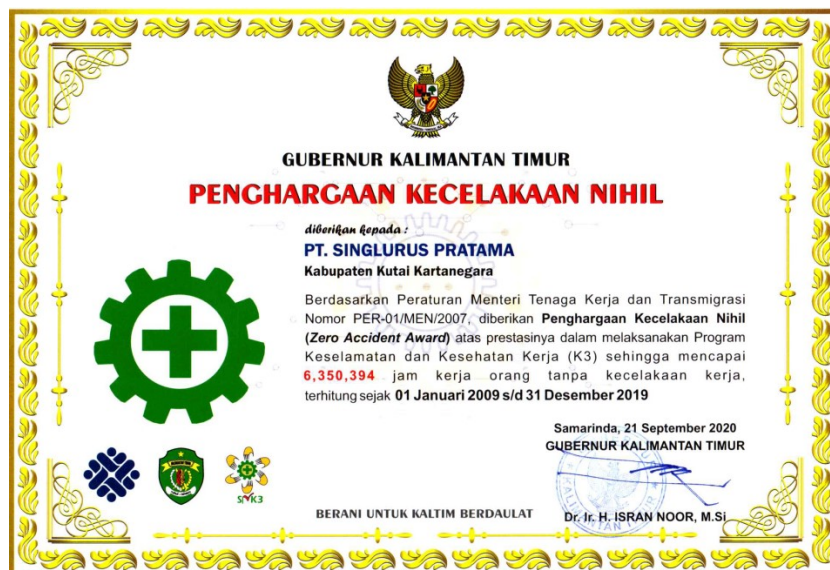 GUBERNUR KALIMANTAN TIMUR
PENGHARGAAN KECELAKAAN NIHIL
diberikan kepada :
PT. SINGLURUS PRATAMA
Kabupaten Kutai Kartanegara
Berdasarkan Peraturan Menteri Tenaga Kerja dan Transmigrasi
Nomor PER-01/MEN/2007, diberikan Penghargaan Kecelakaan Nihil
(Zero Accident Award) atas prestasinya dalam melaksanakan Program
Keselamatan dan Kesehatan Kerja (K3) sehingga mencapai
6,350,394 jam kerja orang tanpa kecelakaan kerja,
terhitung sejak 01 Januari 2009 s/d 31 Desember 2019
Samarinda, 21 September 2020
GUBERNUR KALIMANTAN TIMUR
SMK3
BERANI UNTUK KALTIM BERDAULAT
Dr. Ir. H. ISRAN NOOR, M.Si